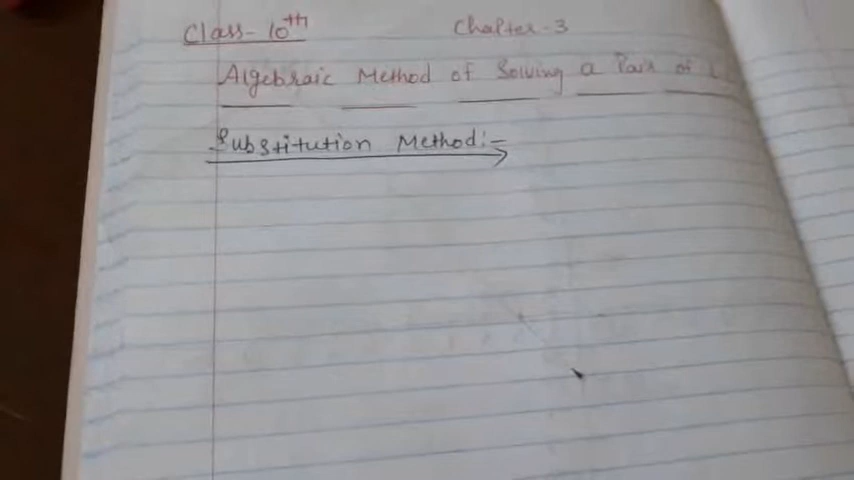 Class- 10th Chapter-3
Algebraic Method of Solving a Pair of
Substitution Method:-